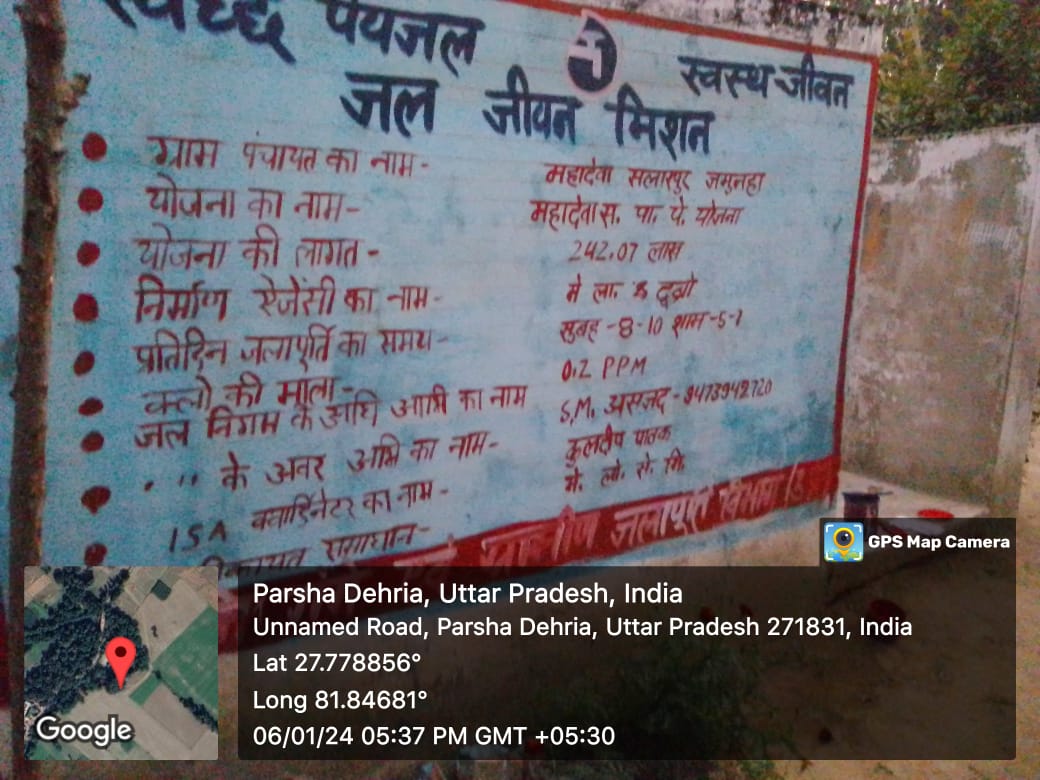 स्वच्छ पेयजल स्वस्थ जीवन
जल जीवन मिशन
ग्राम पंचायत का नाम- महादेवा सलारपुर जमुनहा
योजना का नाम- महादेवा स. पा. पे. योजना
योजना की लागत- 242.07 लाख
निर्माण ऐजेंसी का नाम- मे ला. & टूब्रो
प्रतिदिन जलापूर्ति का समय- सुबह-8-10 शाम-5-7
क्लो की मात्रा- 0.2 PPM
जल निगम के अधि अभि का नाम S.M. असजद-
" के अवर अभि का नाम- कुलदीप पाठक
ISA क्वार्डिनेटर का नाम- मे. लो. से. मि.
समाधान-
जलापूर्ति विभाग
GPS Map Camera
Parsha Dehria, Uttar Pradesh, India
Unnamed Road, Parsha Dehria, Uttar Pradesh 271831, India
Lat 27.778856°
Long 81.84681°
06/01/24 05:37 PM GMT +05:30
Google